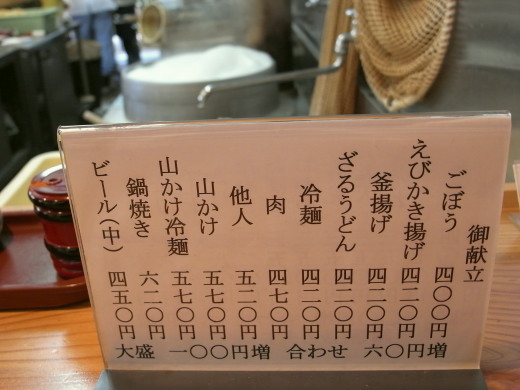 御献立
ごぼう 四〇〇円
えびかき揚げ 四二〇円
釜揚げ 四二〇円
ざるうどん 四二〇円
冷麺 四二〇円
肉 四七〇円
他人 五二〇円
山かけ 五七〇円
山かけ冷麺 五七〇円
鍋焼き 六二〇円
ビール(中) 四五〇円
大盛 一〇〇円増 合わせ 六〇円増